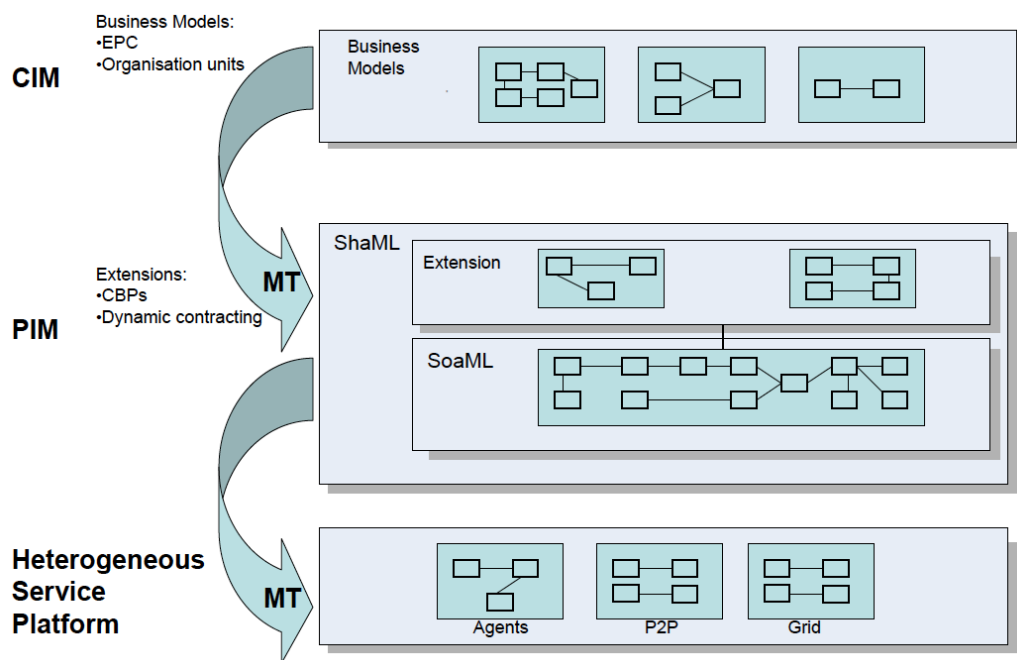 Business Models:
•EPC
•Organisation units
CIM
Business
Models
ShaML
Extension
MT
Extensions:
•CBPs
•Dynamic contracting
PIM
SoaML
Heterogeneous
Service
Platform
MT
Agents
P2P
Grid